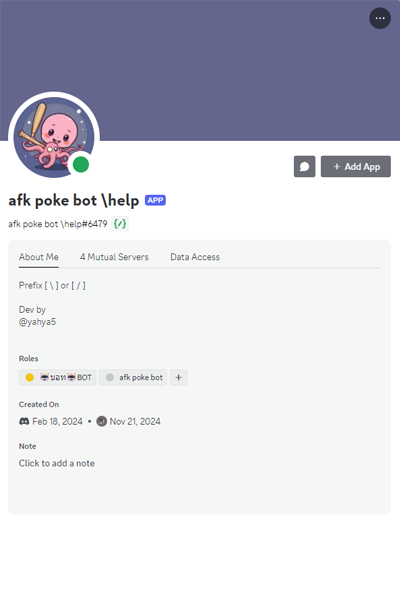 afk poke bot \help APP
afk poke bot \help#6479 {/}
+ Add App
About Me 4 Mutual Servers Data Access
Prefix [ \ ] or [ / ]
Dev by
@yahya5
Roles
บอท BOT afk poke bot +
Created On
Feb 18, 2024 • Nov 21, 2024
Note
Click to add a note